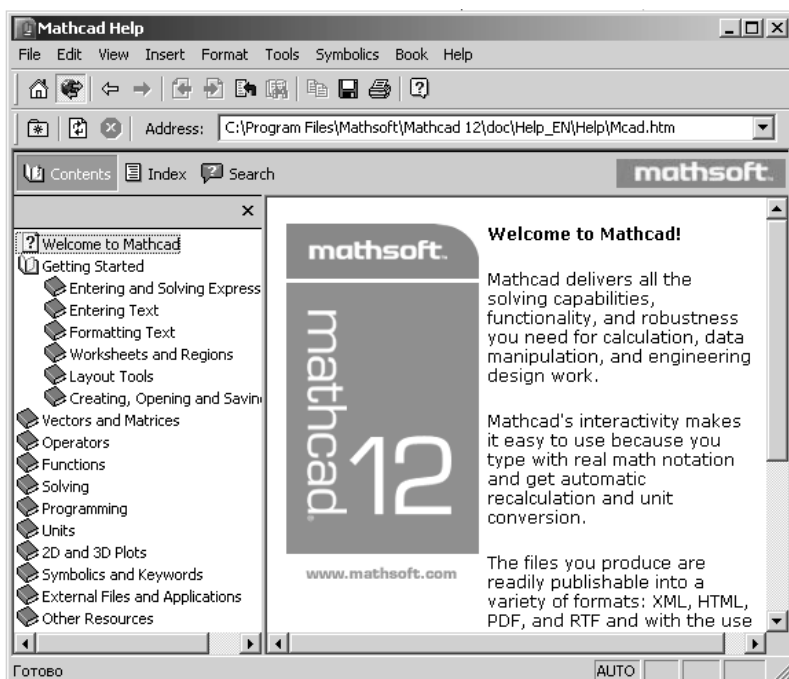 Mathcad Help
File Edit View Insert Format Tools Symbolics Book Help
Address: C:\Program Files\Mathsoft\Mathcad 12\doc\Help_EN\Help\Mcad.htm
Contents Index Search
mathsoft.
Welcome to Mathcad
Getting Started
Entering and Solving Express
Entering Text
Formatting Text
Worksheets and Regions
Layout Tools
Creating, Opening and Savin
Vectors and Matrices
Operators
Functions
Solving
Programming
Units
2D and 3D Plots
Symbolics and Keywords
External Files and Applications
Other Resources
mathsoft.
mathcad
12
www.mathsoft.com
Welcome to Mathcad!
Mathcad delivers all the
solving capabilities,
functionality, and robustness
you need for calculation, data
manipulation, and engineering
design work.
Mathcad's interactivity makes
it easy to use because you
type with real math notation
and get automatic
recalculation and unit
conversion.
The files you produce are
readily publishable into a
variety of formats: XML, HTML,
PDF, and RTF and with the use
Готово
AUTO